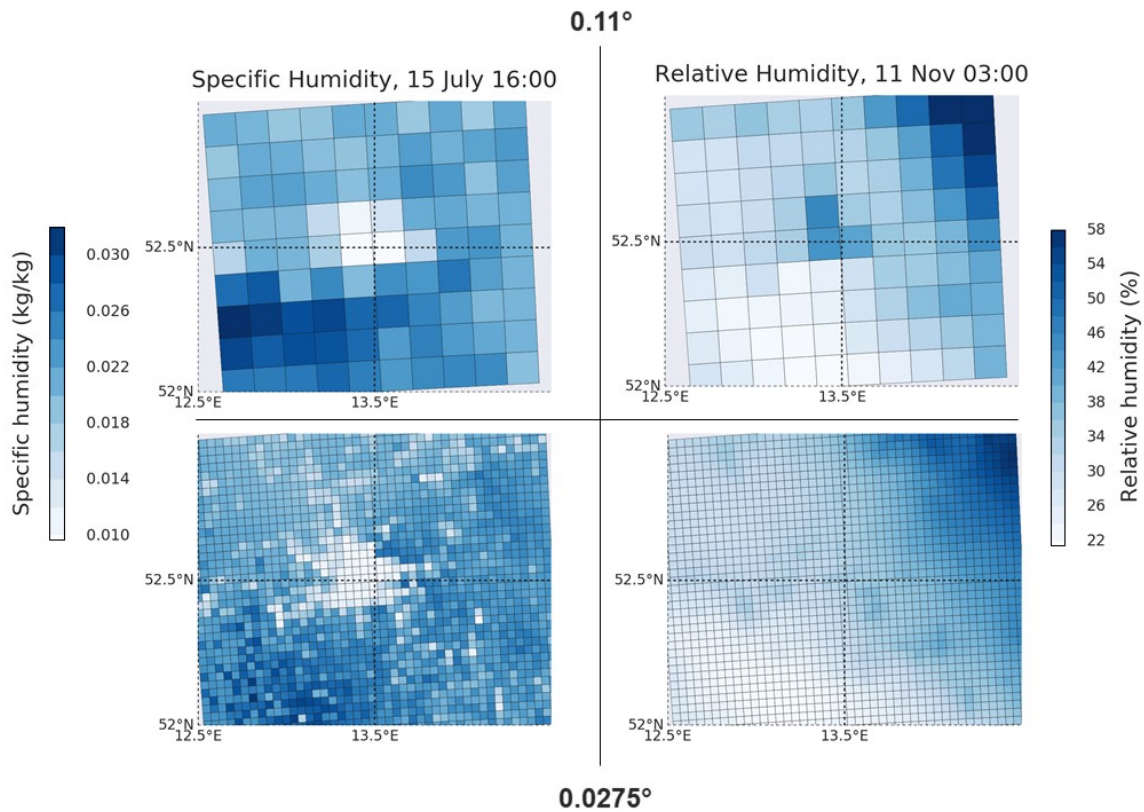 0.11°
Specific Humidity, 15 July 16:00
Relative Humidity, 11 Nov 03:00
52.5°N
52°N
12.5°E
13.5°E
52.5°N
52°N
12.5°E
13.5°E
Specific humidity (kg/kg)
0.030
0.026
0.022
0.018
0.014
0.010
58
54
50
46
42
38
34
30
26
22
Relative humidity (%)
52.5°N
52°N
12.5°E
13.5°E
52.5°N
52°N
12.5°E
13.5°E
0.0275°